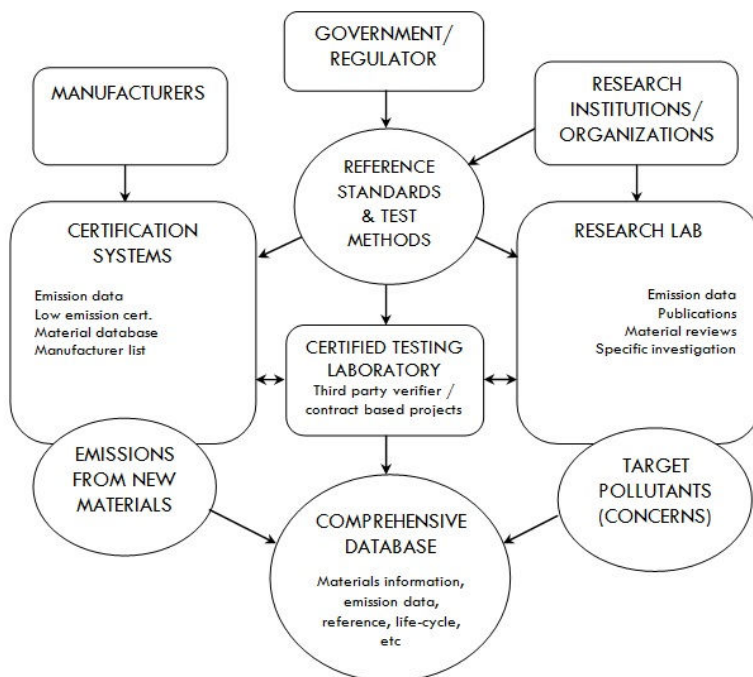 GOVERNMENT/
REGULATOR
MANUFACTURERS
RESEARCH
INSTITUTIONS/
ORGANIZATIONS
REFERENCE
STANDARDS
& TEST
METHODS
CERTIFICATION
SYSTEMS
Emission data
Low emission cert.
Material database
Manufacturer list
RESEARCH LAB
Emission data
Publications
Material reviews
Specific investigation
CERTIFIED TESTING
LABORATORY
Third party verifier /
contract based projects
EMISSIONS
FROM NEW
MATERIALS
TARGET
POLLUTANTS
(CONCERNS)
COMPREHENSIVE
DATABASE
Materials information,
emission data,
reference, life-cycle,
etc